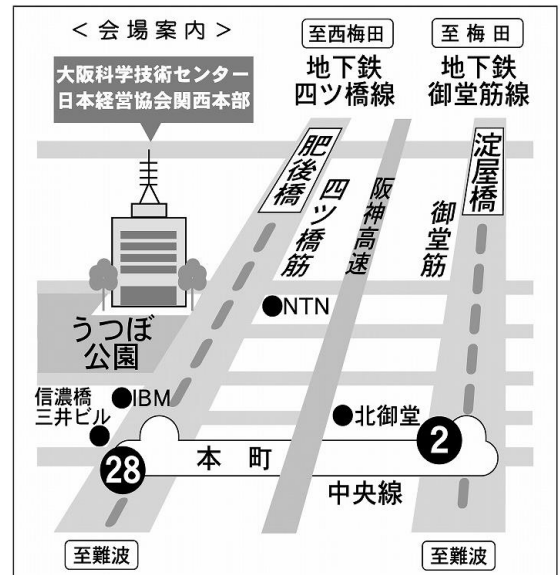 ＜会場案内＞
至西梅田
至梅田
大阪科学技術センター
日本経営協会関西本部
地下鉄
四ツ橋線
地下鉄
御堂筋線
肥後橋
淀屋橋
四ツ橋筋
阪神高速
御堂筋
NTN
うつぼ
公園
信濃橋
三井ビル
IBM
北御堂
2
28
本町
中央線
至難波
至難波